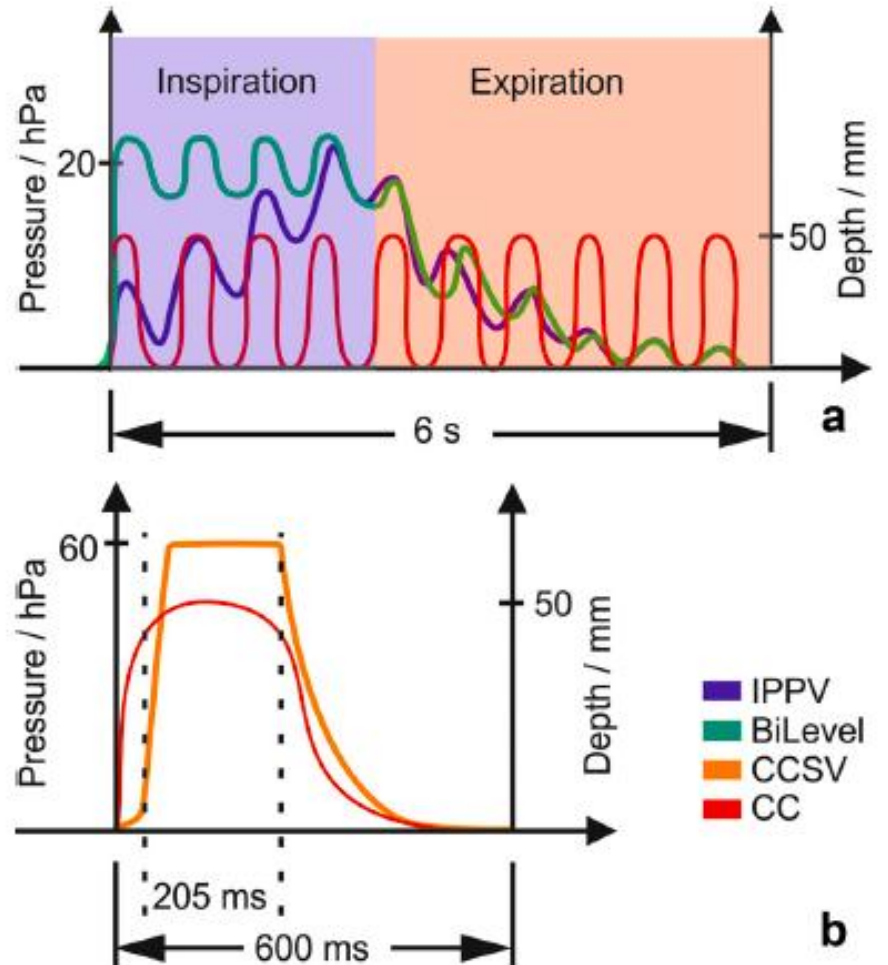 Inspiration
Expiration
Pressure / hPa
20
50
Depth / mm
6 s
a
Pressure / hPa
60
50
Depth / mm
205 ms
600 ms
IPPV
BiLevel
CCSV
CC
b